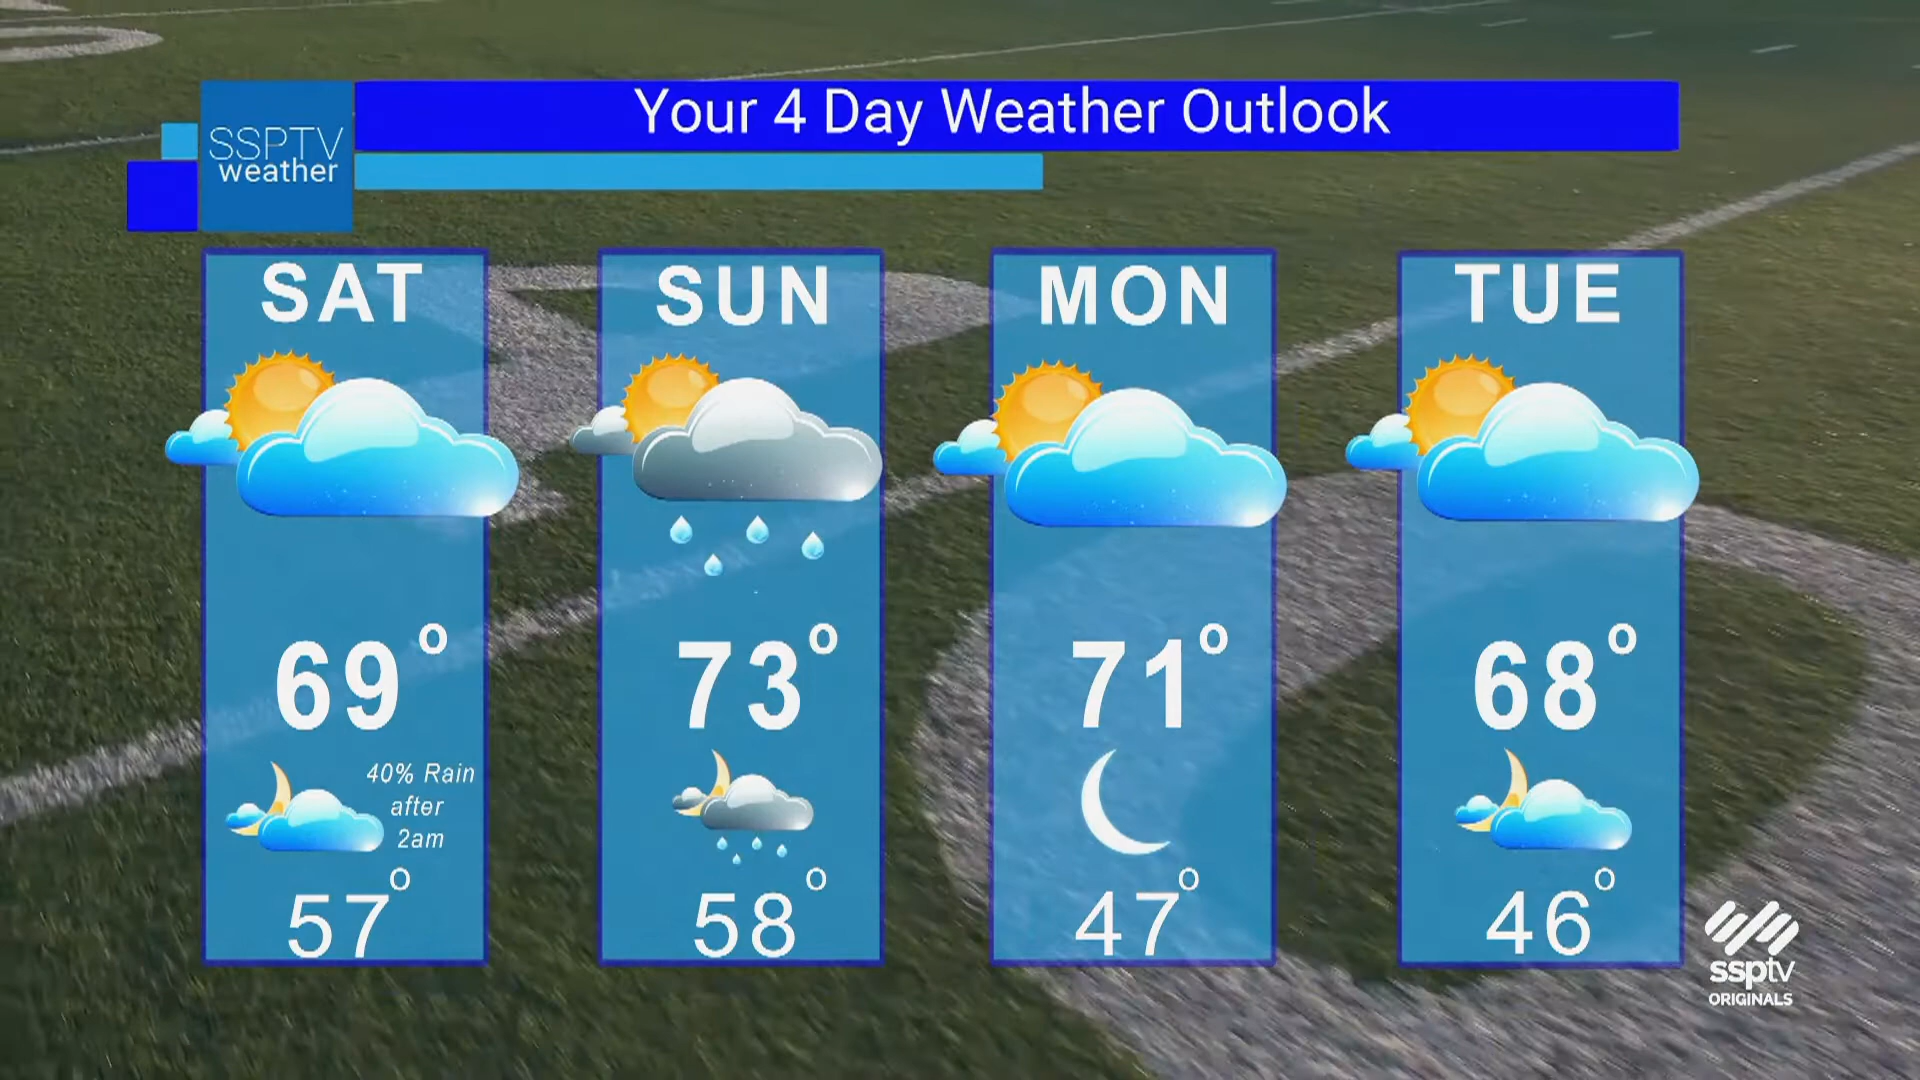 Your 4 Day Weather Outlook
SSPTV
weather
SAT
SUN
MON
TUE
69°
73°
71°
68°
40% Rain
after
2am
57°
58°
47°
46°
ssptv
ORIGINALS